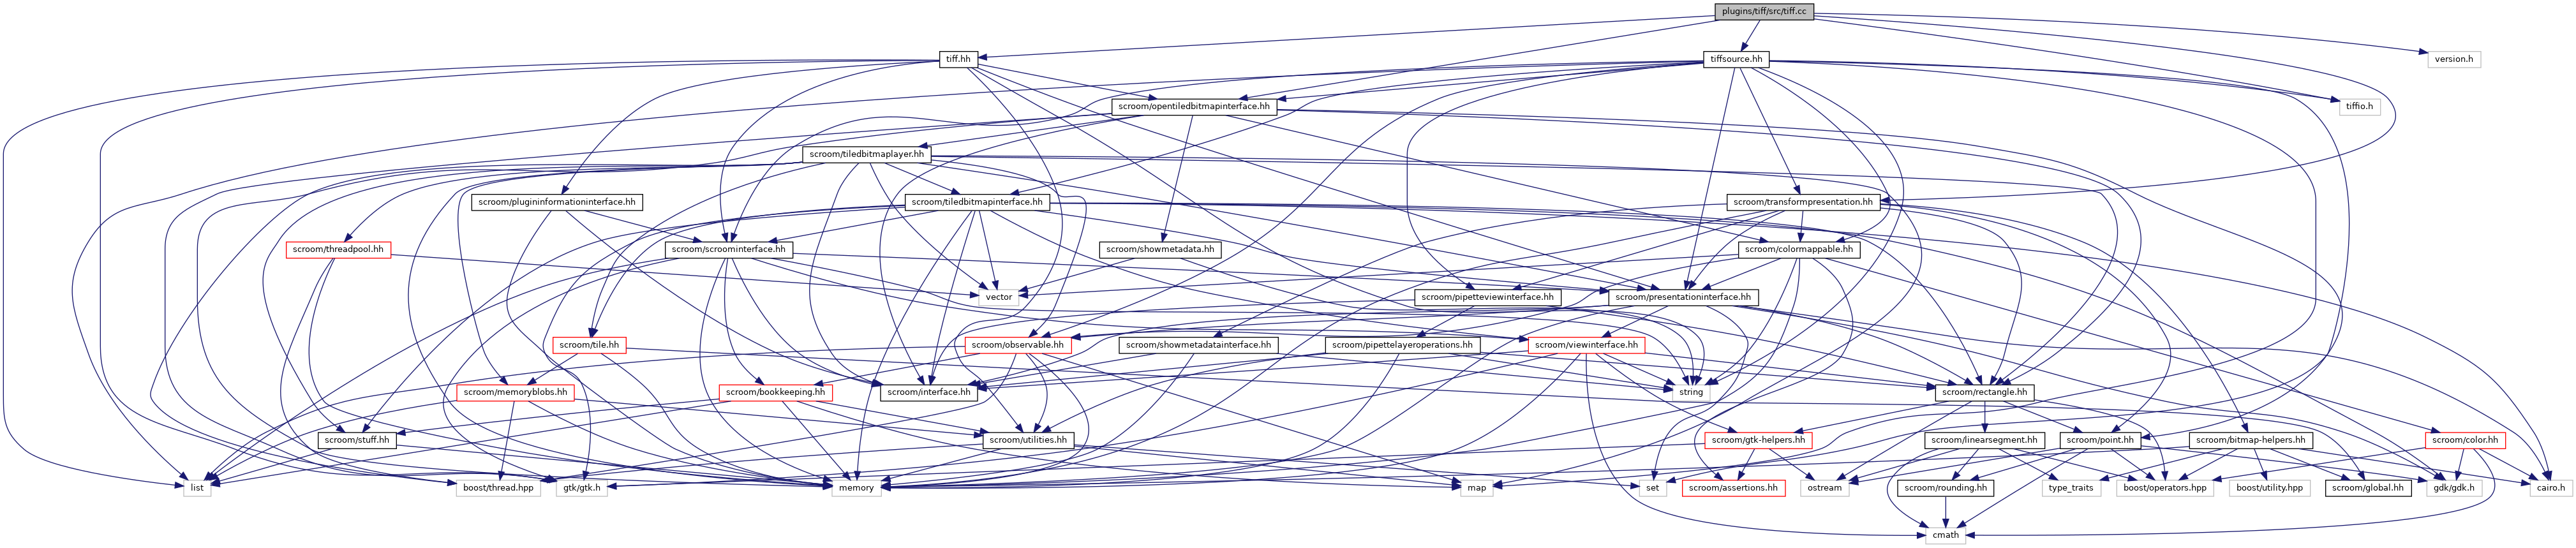 plugins/tiff/src/tiff.cc
tiff.hh
tiffsource.hh
version.h
scroom/opentiledbitmapinterface.hh
tiffio.h
scroom/tiledbitmaplayer.hh
scroom/plugininformationinterface.hh
scroom/tiledbitmapinterface.hh
scroom/transformpresentation.hh
scroom/threadpool.hh
scroom/scroominterface.hh
scroom/showmetadata.hh
scroom/colormappable.hh
vector
scroom/pipetteviewinterface.hh
scroom/presentationinterface.hh
scroom/tile.hh
scroom/observable.hh
scroom/showmetadatainterface.hh
scroom/pipettelayeroperations.hh
scroom/viewinterface.hh
scroom/memoryblobs.hh
scroom/bookkeeping.hh
scroom/interface.hh
string
scroom/rectangle.hh
scroom/stuff.hh
scroom/utilities.hh
scroom/gtk-helpers.hh
scroom/linearsegment.hh
scroom/point.hh
scroom/bitmap-helpers.hh
scroom/color.hh
list
boost/thread.hpp
gtk/gtk.h
memory
map
set
scroom/assertions.hh
ostream
scroom/rounding.hh
type_traits
boost/operators.hpp
boost/utility.hpp
scroom/global.hh
gdk/gdk.h
cairo.h
cmath